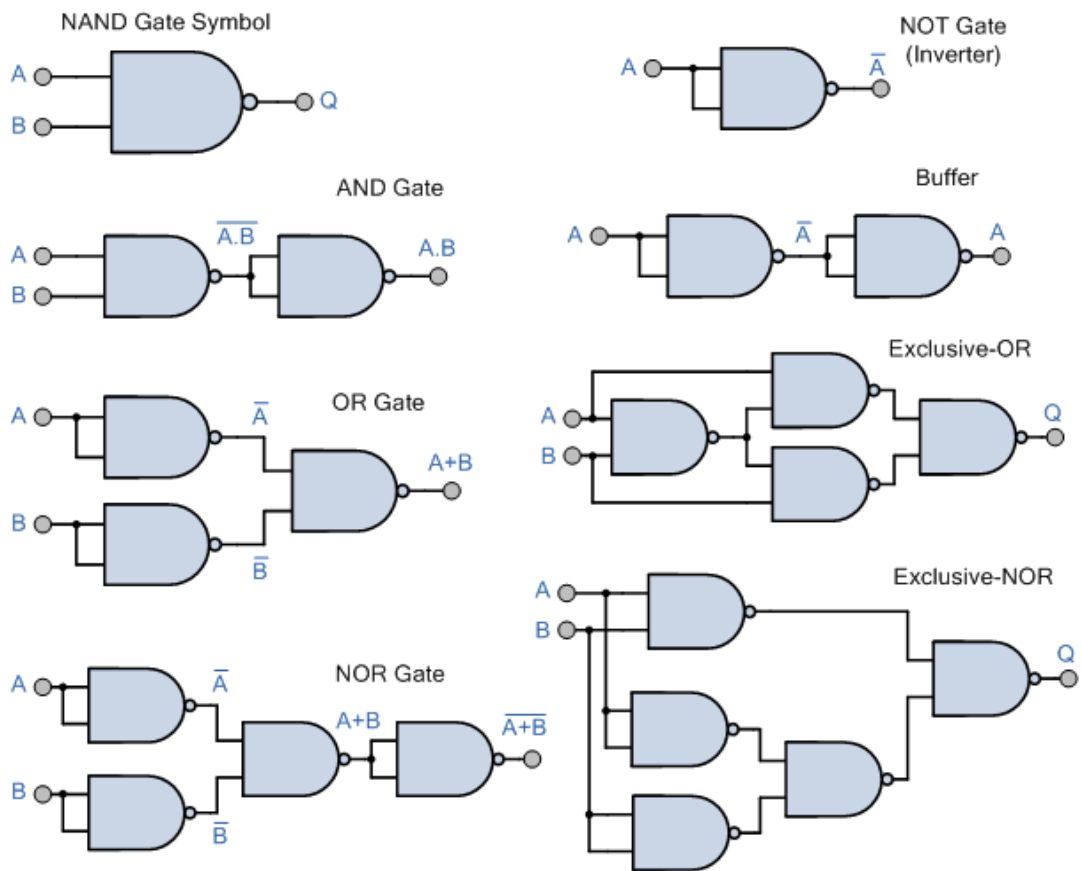 NAND Gate Symbol
A
B
Q
NOT Gate
(Inverter)
A
A̅
AND Gate
A
B
A̅.̅B̅
A.B
Buffer
A
A̅
A
OR Gate
A
B
A̅
B̅
A+B
Exclusive-OR
A
B
Q
NOR Gate
A
B
A̅
B̅
A+B
A̅+̅B̅
Exclusive-NOR
A
B
Q